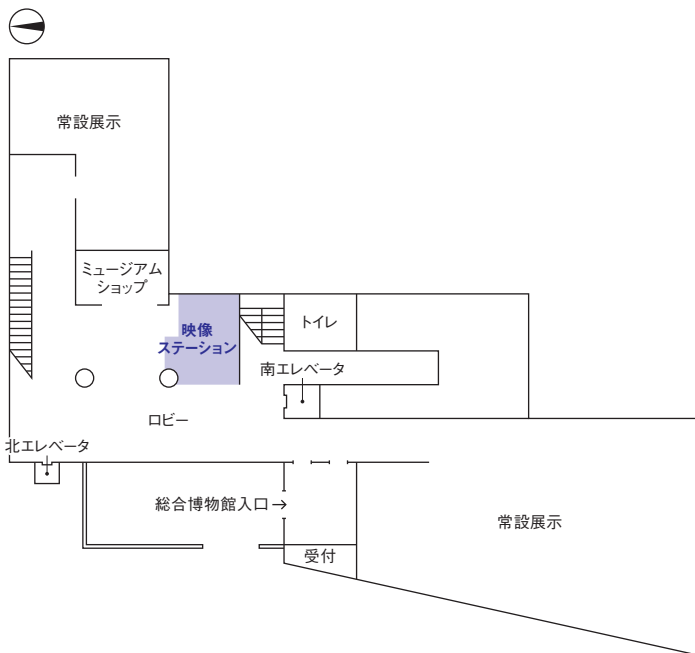 常設展示
ミュージアム
ショップ
映像
ステーション
トイレ
南エレベータ
ロビー
北エレベータ
総合博物館入口→
常設展示
受付